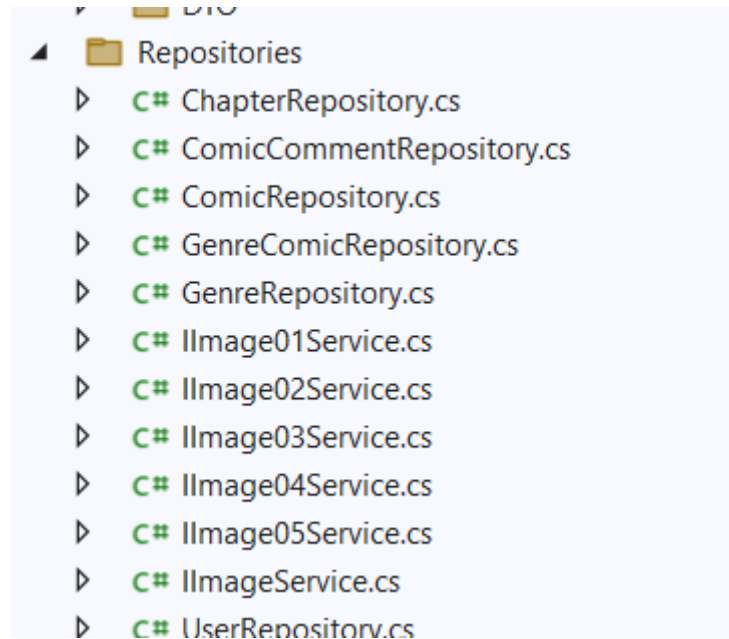 DTO
Repositories
C# ChapterRepository.cs
C# ComicCommentRepository.cs
C# ComicRepository.cs
C# GenreComicRepository.cs
C# GenreRepository.cs
C# IImage01Service.cs
C# IImage02Service.cs
C# IImage03Service.cs
C# IImage04Service.cs
C# IImage05Service.cs
C# IImageService.cs
C# UserRepository.cs